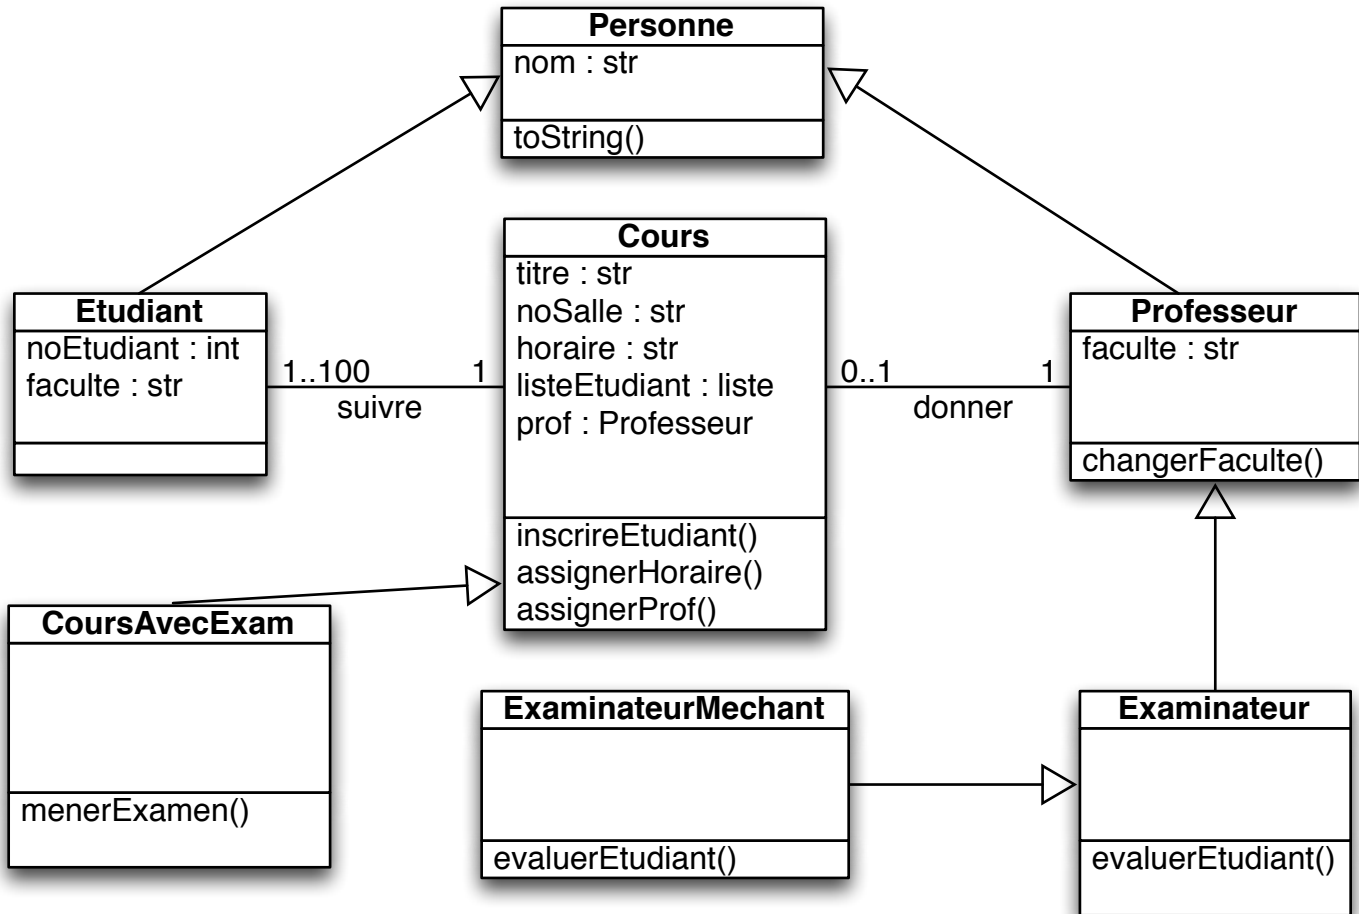 Personne
nom : str
toString()
Cours
titre : str
noSalle : str
horaire : str
listeEtudiant : liste
prof : Professeur
inscrireEtudiant()
assignerHoraire()
assignerProf()
Etudiant
noEtudiant : int
faculte : str
1..100
1
suivre
0..1
1
donner
Professeur
faculte : str
changerFaculte()
CoursAvecExam
menerExamen()
ExaminateurMechant
evaluerEtudiant()
Examinateur
evaluerEtudiant()